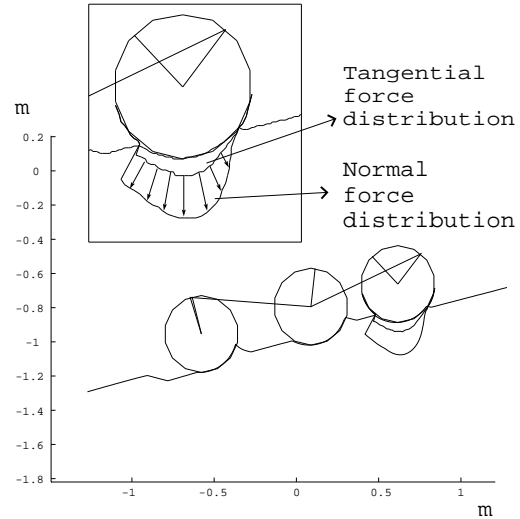 Tangential
force
distribution
m
0.2
0
Normal
-0.2
force
distribution
-0.4
-0.6
-0.8
-1
-1.2
-1.4
-1.6
-1.8
-1 -0.5 0 0.5 1
m